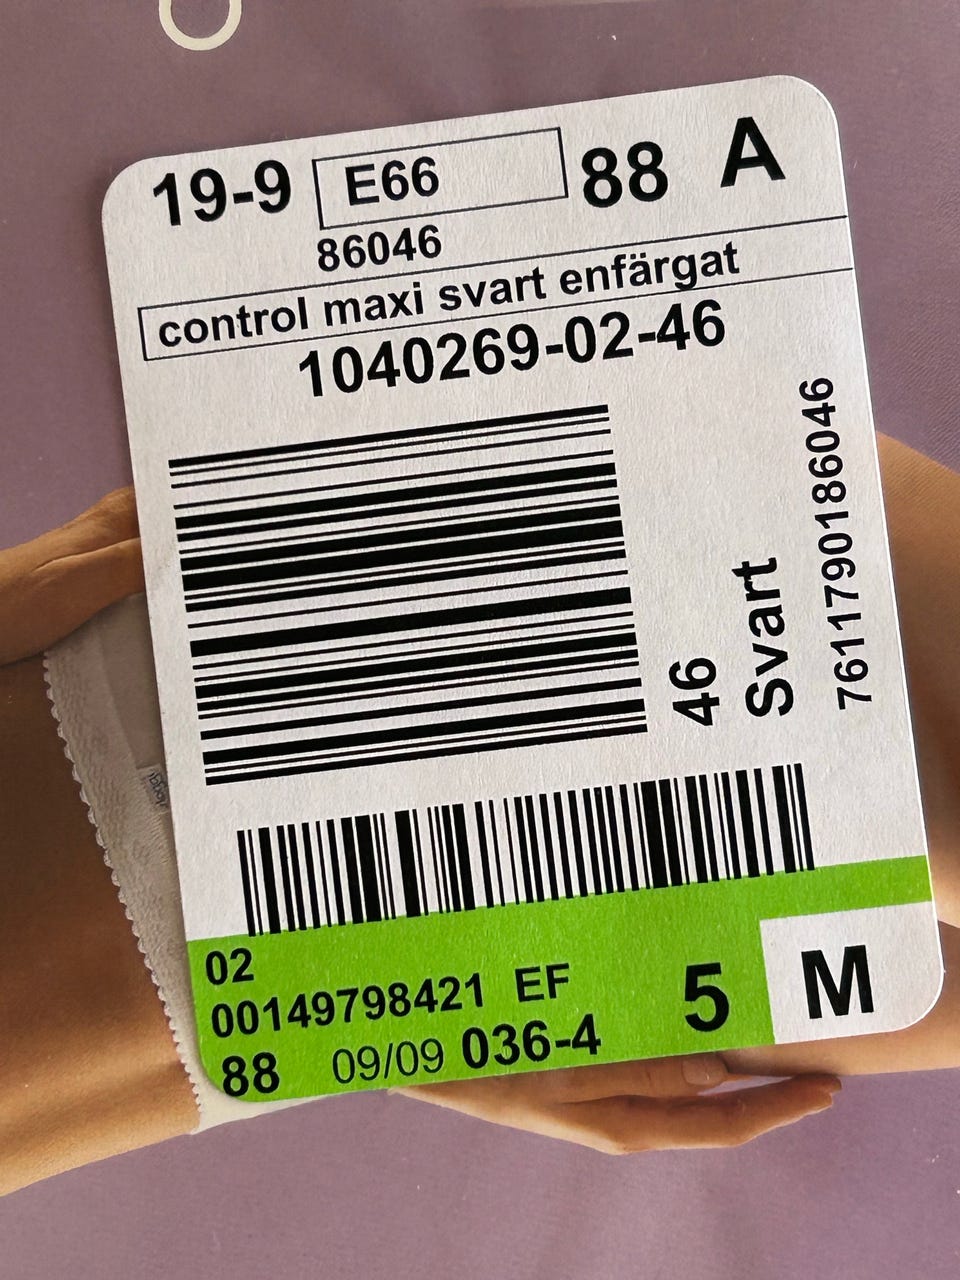 19-9 E66 88 A
86046
control maxi svart enfärgat
1040269-02-46
46
Svart
7611790186046
02
00149798421 EF
88 09/09 036-4 5 M